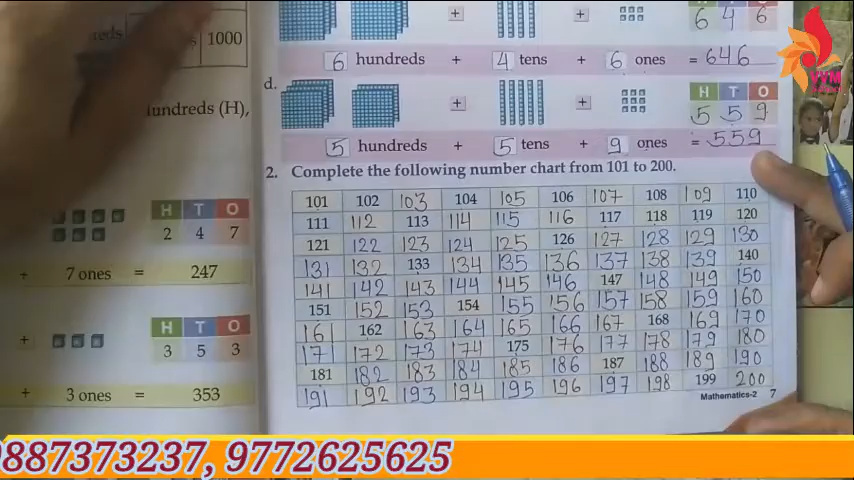 1000
hundreds (H),
H T O
2 4 7
+ 7 ones = 247
+
H T O
3 5 3
+ 3 ones = 353
+ +
H T O
6 4 6
6 hundreds + 4 tens + 6 ones = 646
d.
+ +
H T O
5 5 9
5 hundreds + 5 tens + 9 ones = 559
2. Complete the following number chart from 101 to 200.
101 102 103 104 105 106 107 108 109 110
111 112 113 114 115 116 117 118 119 120
121 122 123 124 125 126 127 128 129 130
131 132 133 134 135 136 137 138 139 140
141 142 143 144 145 146 147 148 149 150
151 152 153 154 155 156 157 158 159 160
161 162 163 164 165 166 167 168 169 170
171 172 173 174 175 176 177 178 179 180
181 182 183 184 185 186 187 188 189 190
191 192 193 194 195 196 197 198 199 200
Mathematics-2 7
VYM
9887373237, 9772625625